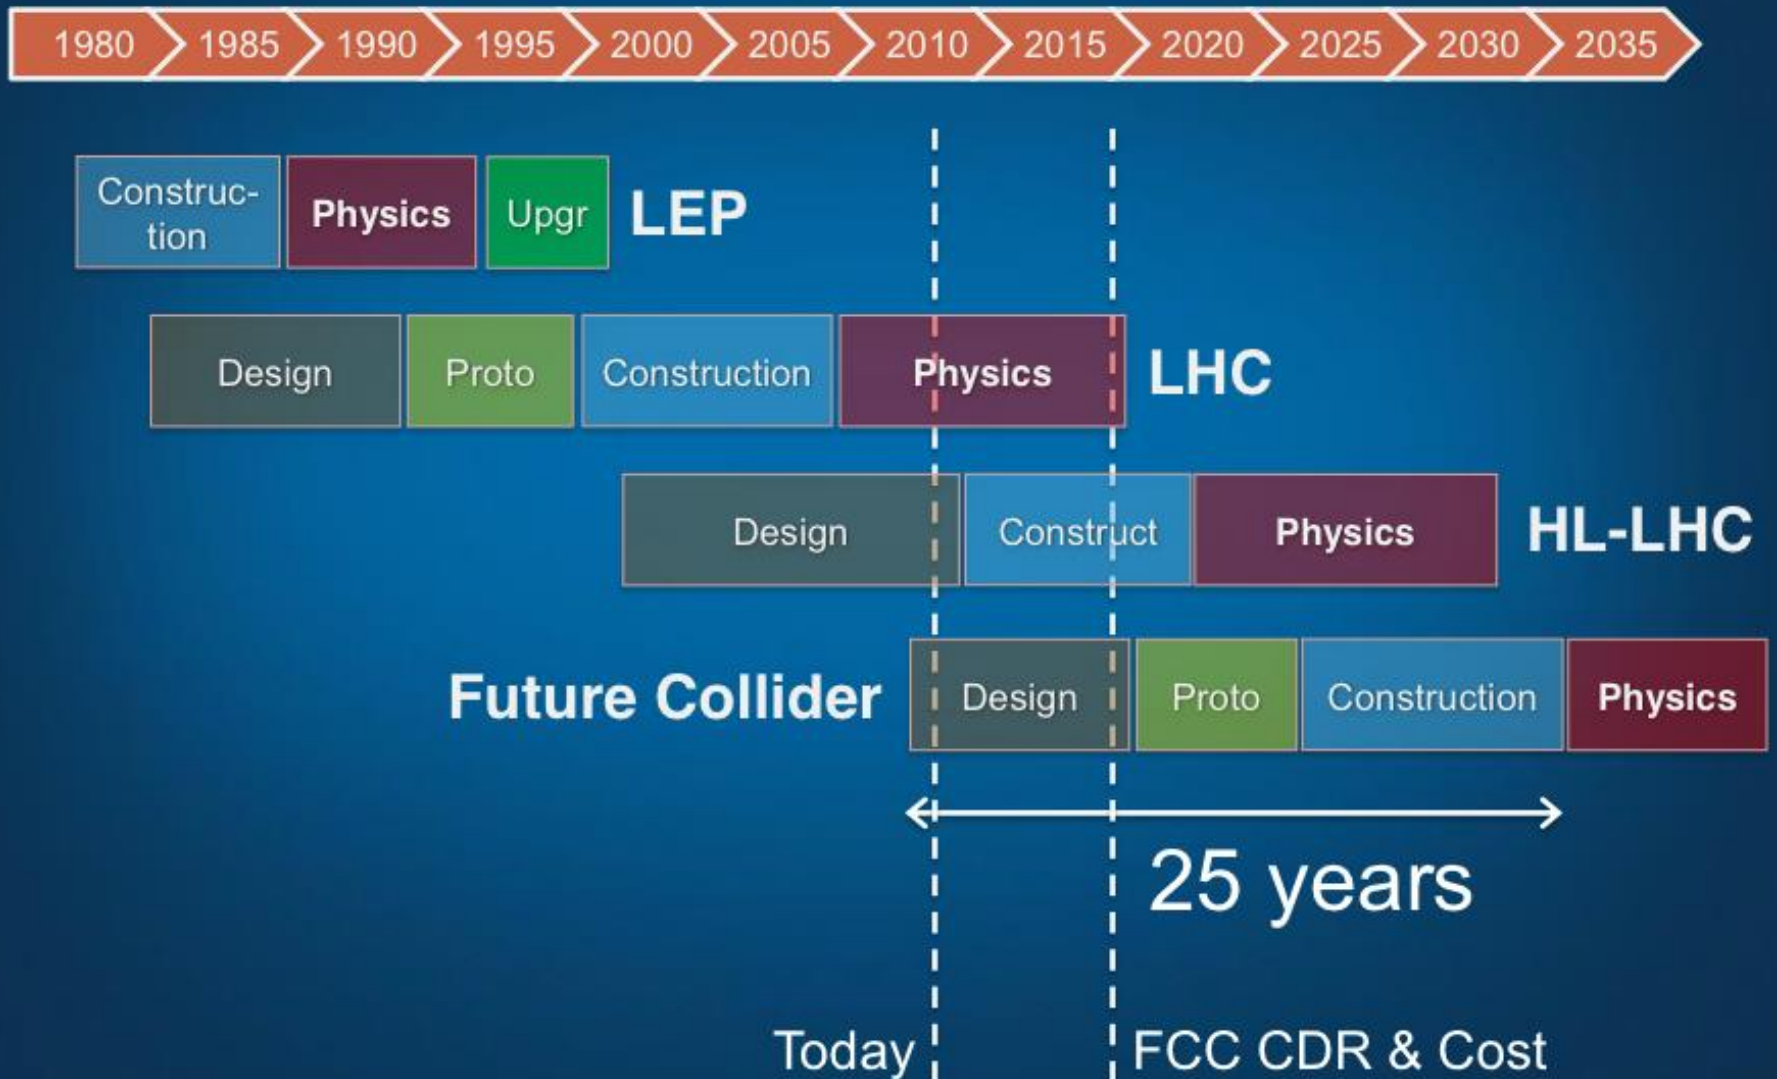 1980 1985 1990 1995 2000 2005 2010 2015 2020 2025 2030 2035
Construc-
tion
Physics Upgr LEP
Design Proto Construction Physics LHC
Design Construct Physics HL-LHC
Future Collider Design Proto Construction Physics
25 years
Today FCC CDR & Cost